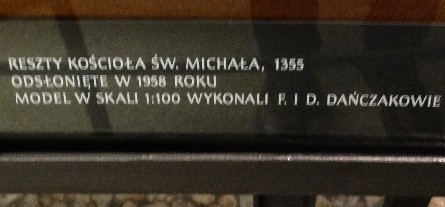 RESZTY KOŚCIOŁA ŚW. MICHAŁA, 1355
ODSŁONIĘTE W 1958 ROKU
MODEL W SKALI 1:100 WYKONALI F. I D. DAŃCZAKOWIE